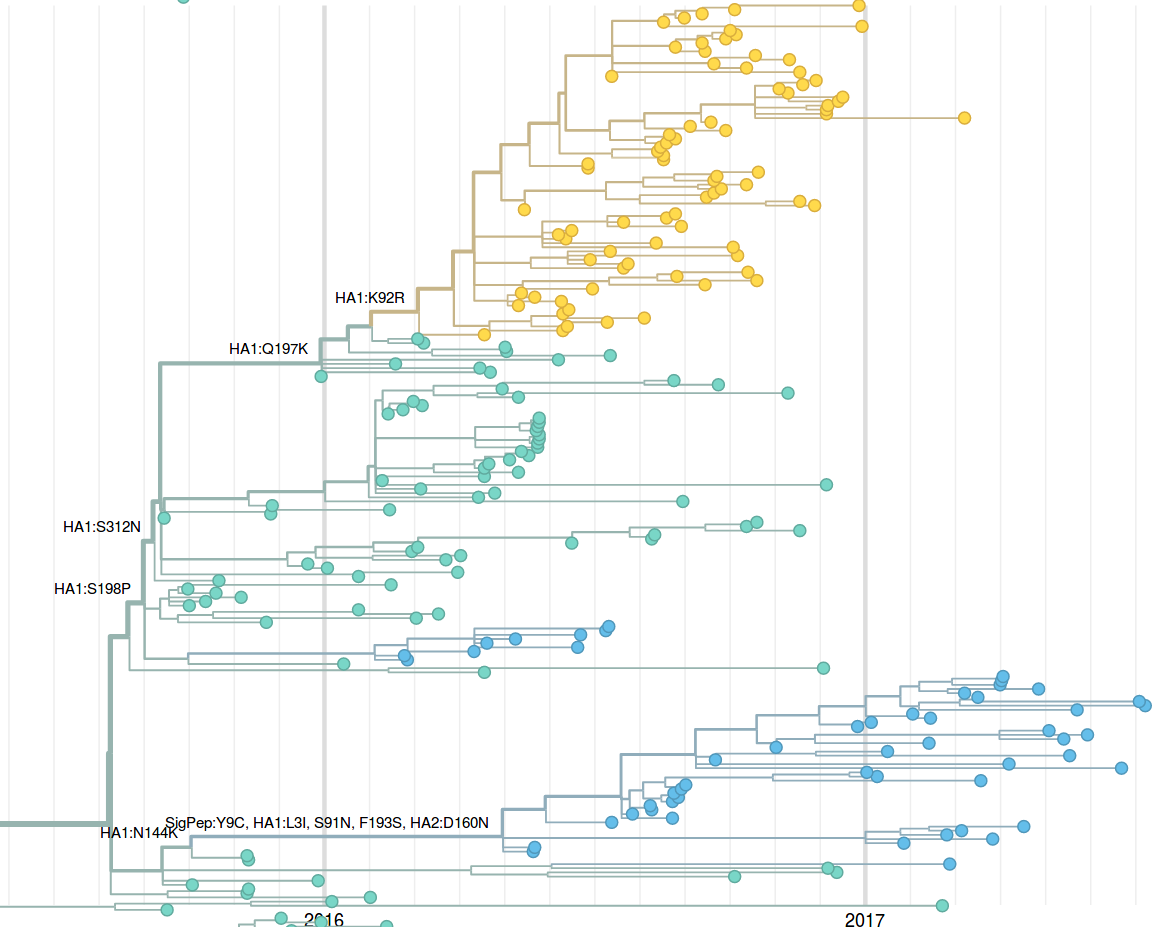 HA1:K92R
HA1:Q197K
HA1:S312N
HA1:S198P
SigPep:Y9C, HA1:L3I, S91N, F193S, HA2:D160N
HA1:N144K
2016
2017